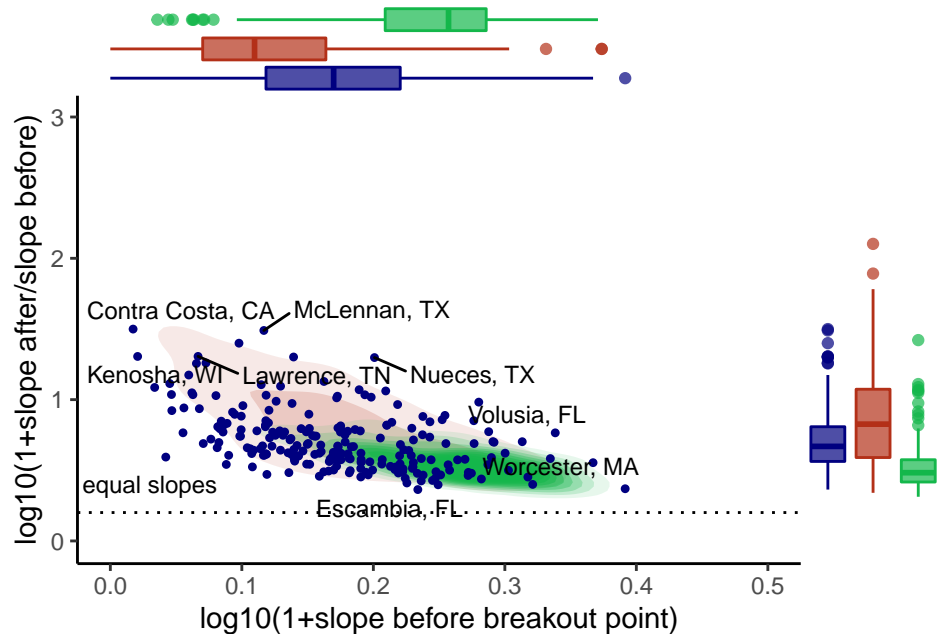 3
2
1
0
log10(1+slope after/slope before)
Contra Costa, CA
McLennan, TX
Kenosha, WI
Lawrence, TN
Nueces, TX
Volusia, FL
Worcester, MA
equal slopes
Escambia, FL
0.0
0.1
0.2
0.3
0.4
0.5
log10(1+slope before breakout point)